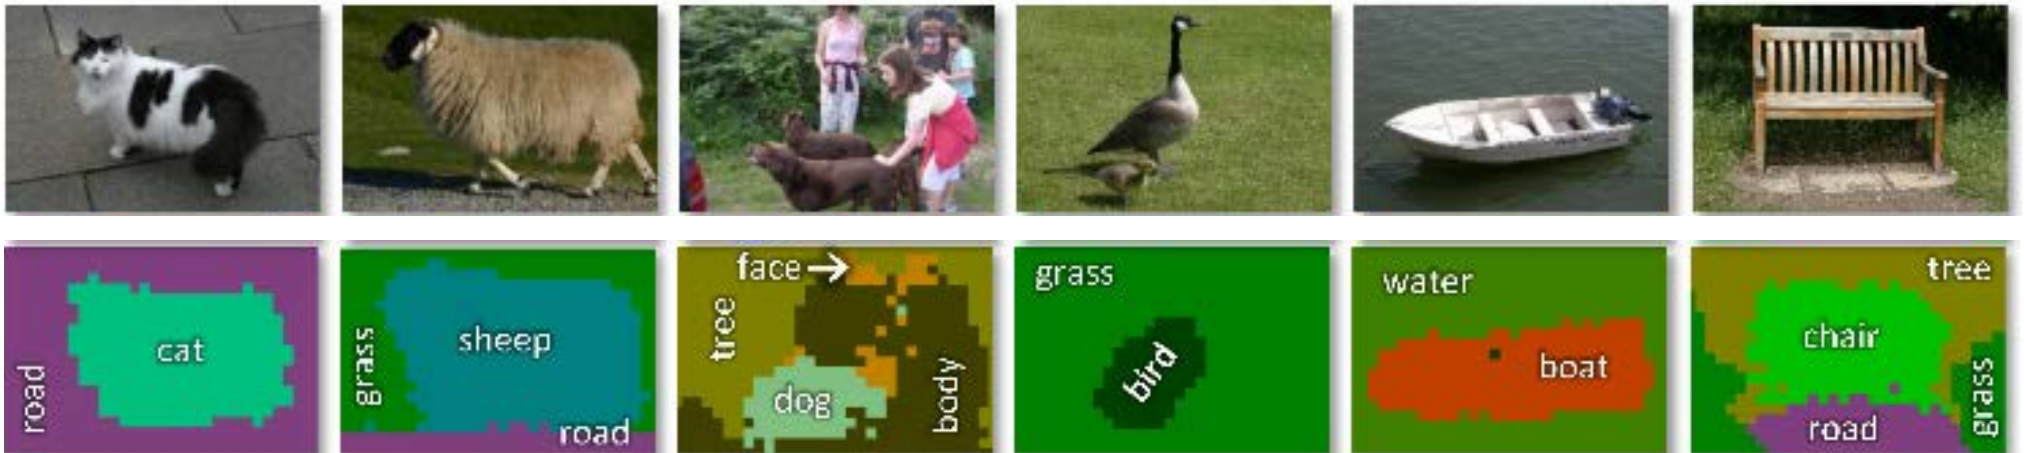 road
cat
grass
sheep
road
face
tree
dog
body
grass
bird
water
boat
tree
chair
road
grass